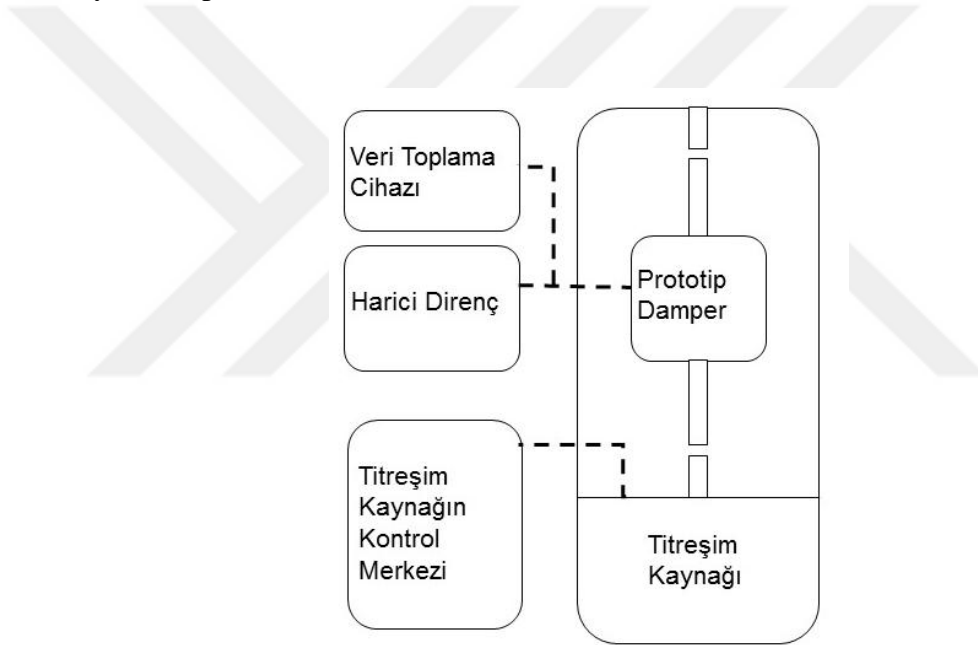 Veri Toplama
Cihazı
Harici Direnç
Prototip
Damper
Titreşim
Kaynağın
Kontrol
Merkezi
Titreşim
Kaynağı